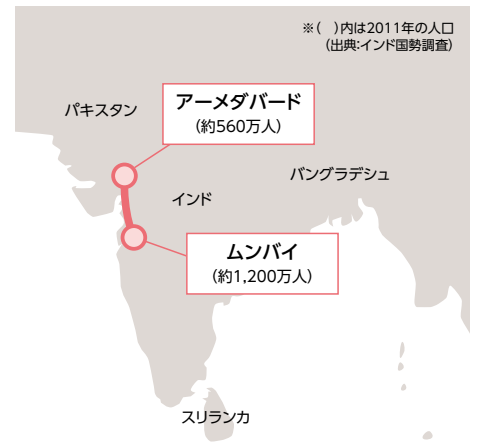 ※(　)内は2011年の人口
(出典:インド国勢調査)
アーメダバード
(約560万人)
パキスタン
バングラデシュ
インド
ムンバイ
(約1,200万人)
スリランカ